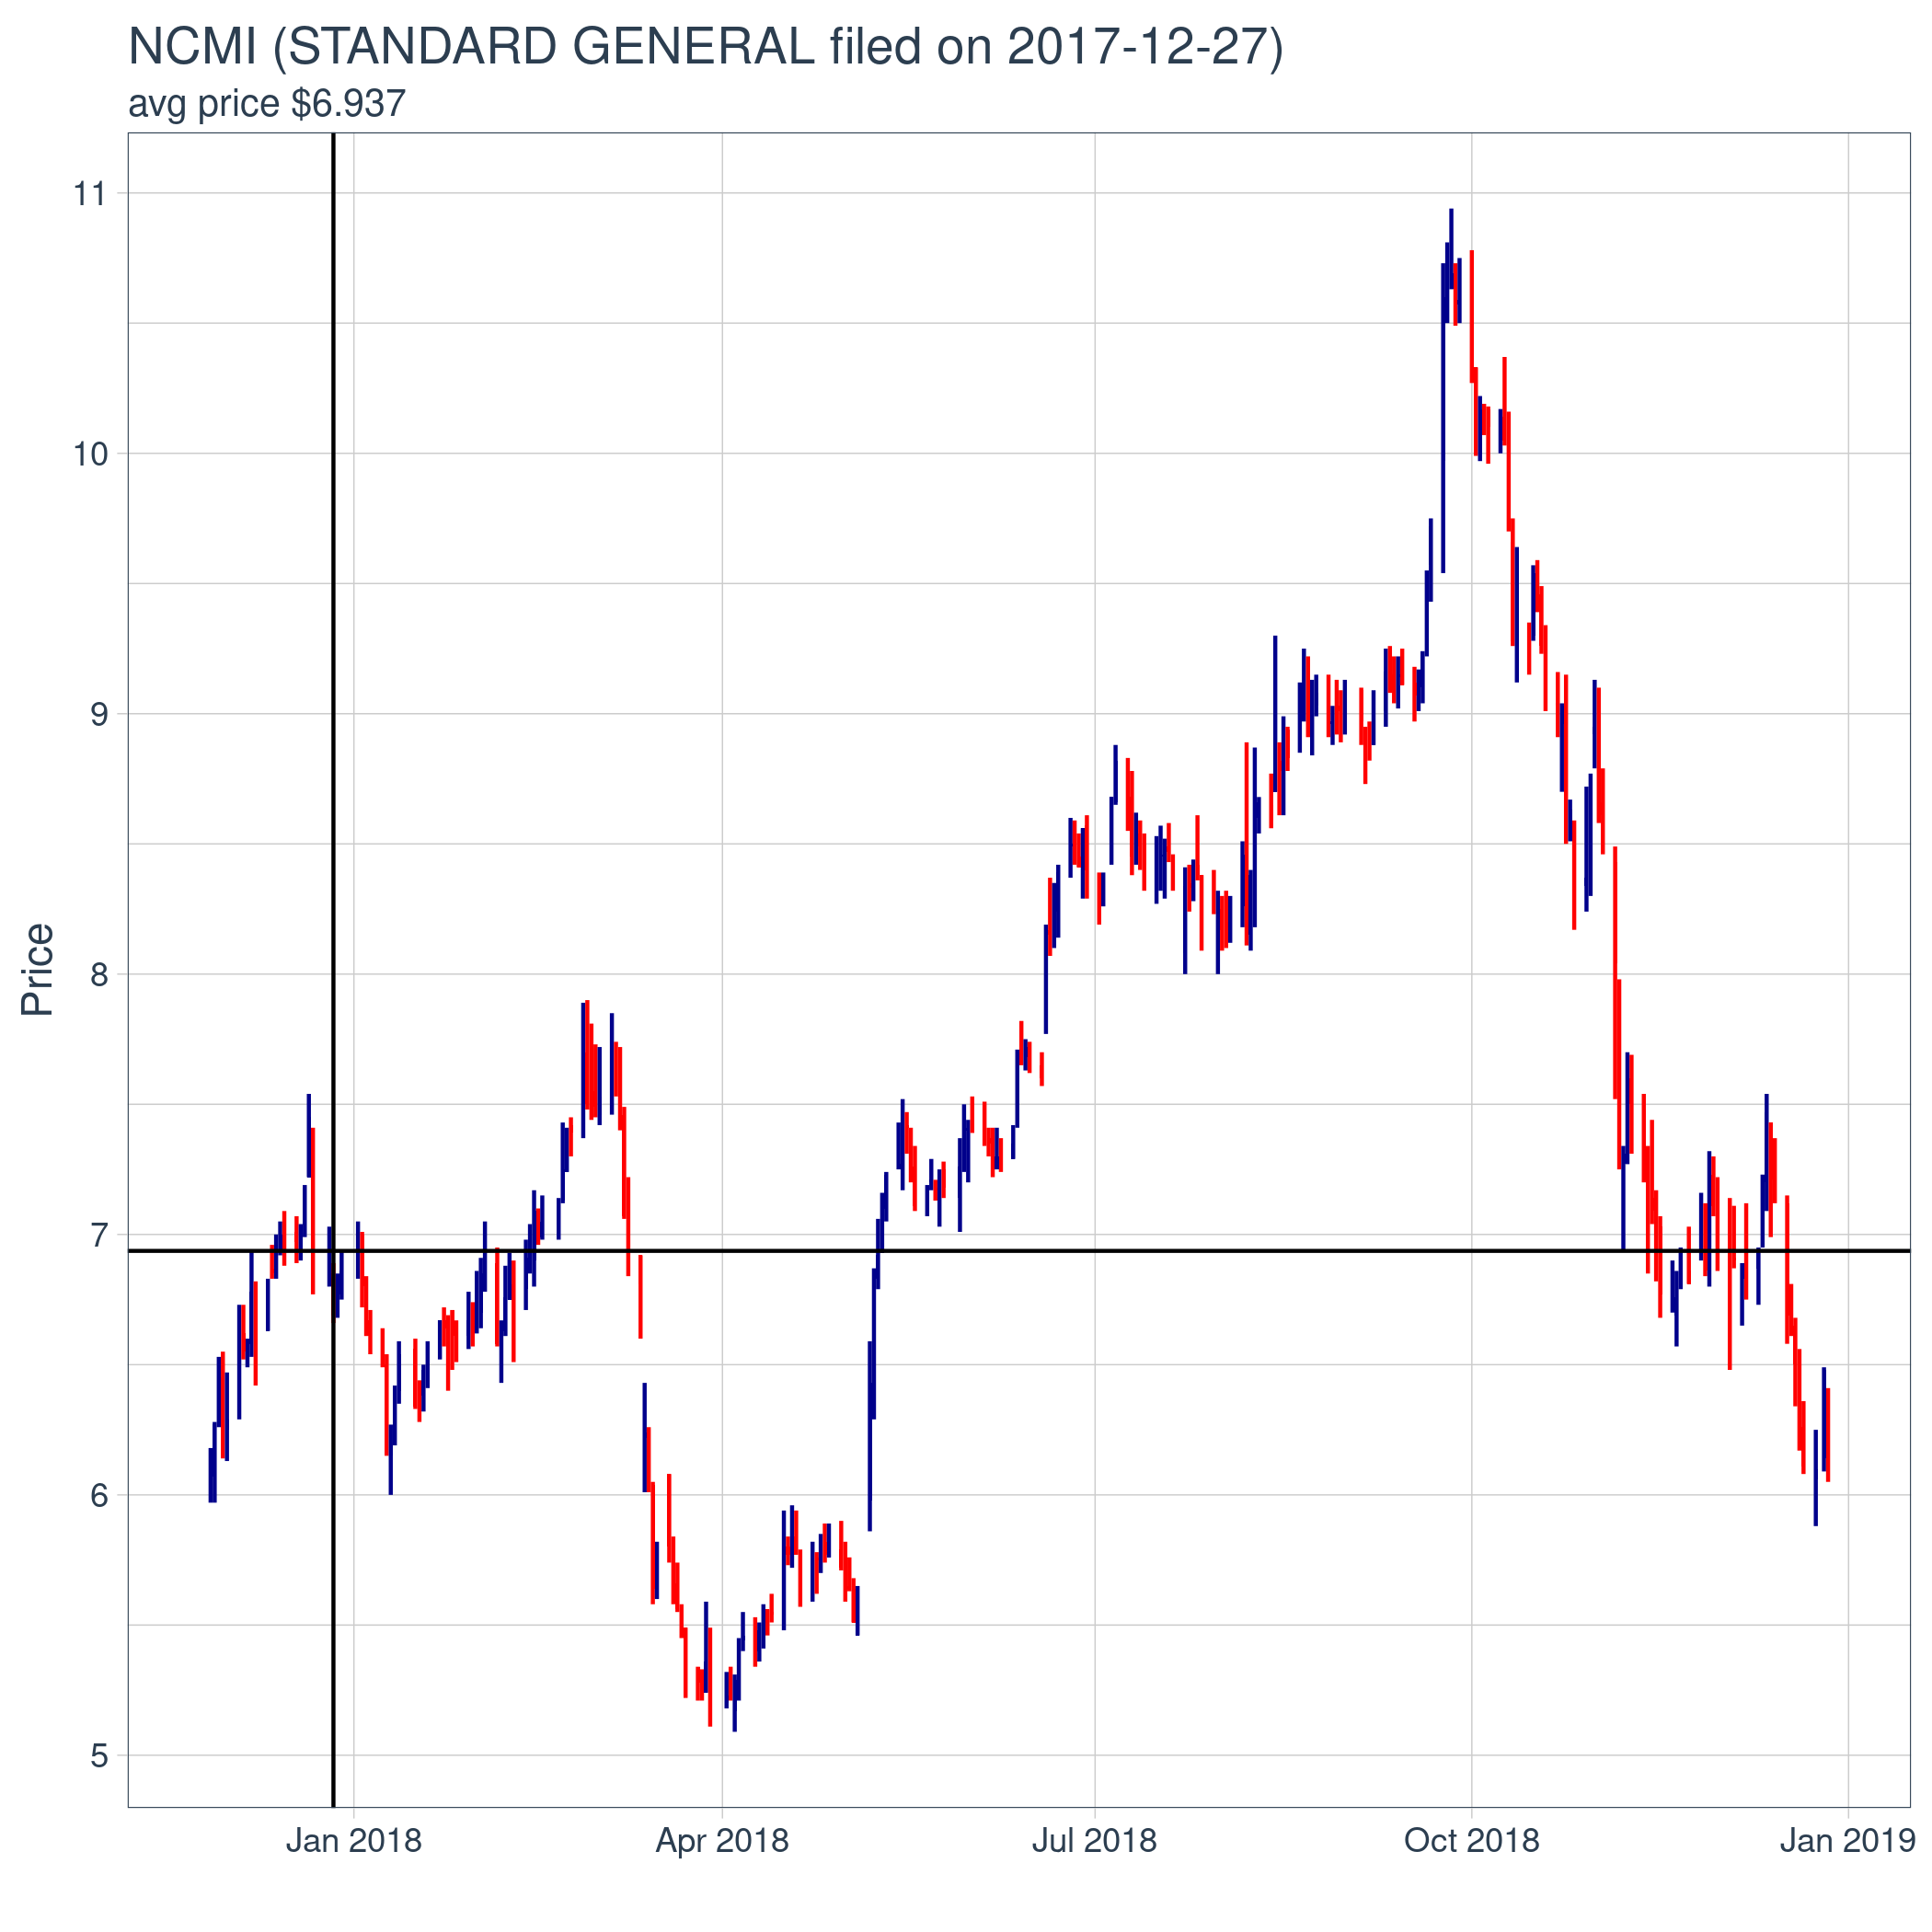 NCMI (STANDARD GENERAL filed on 2017-12-27)
avg price $6.937
11
10
9
8
7
6
5
Price
Jan 2018
Apr 2018
Jul 2018
Oct 2018
Jan 2019